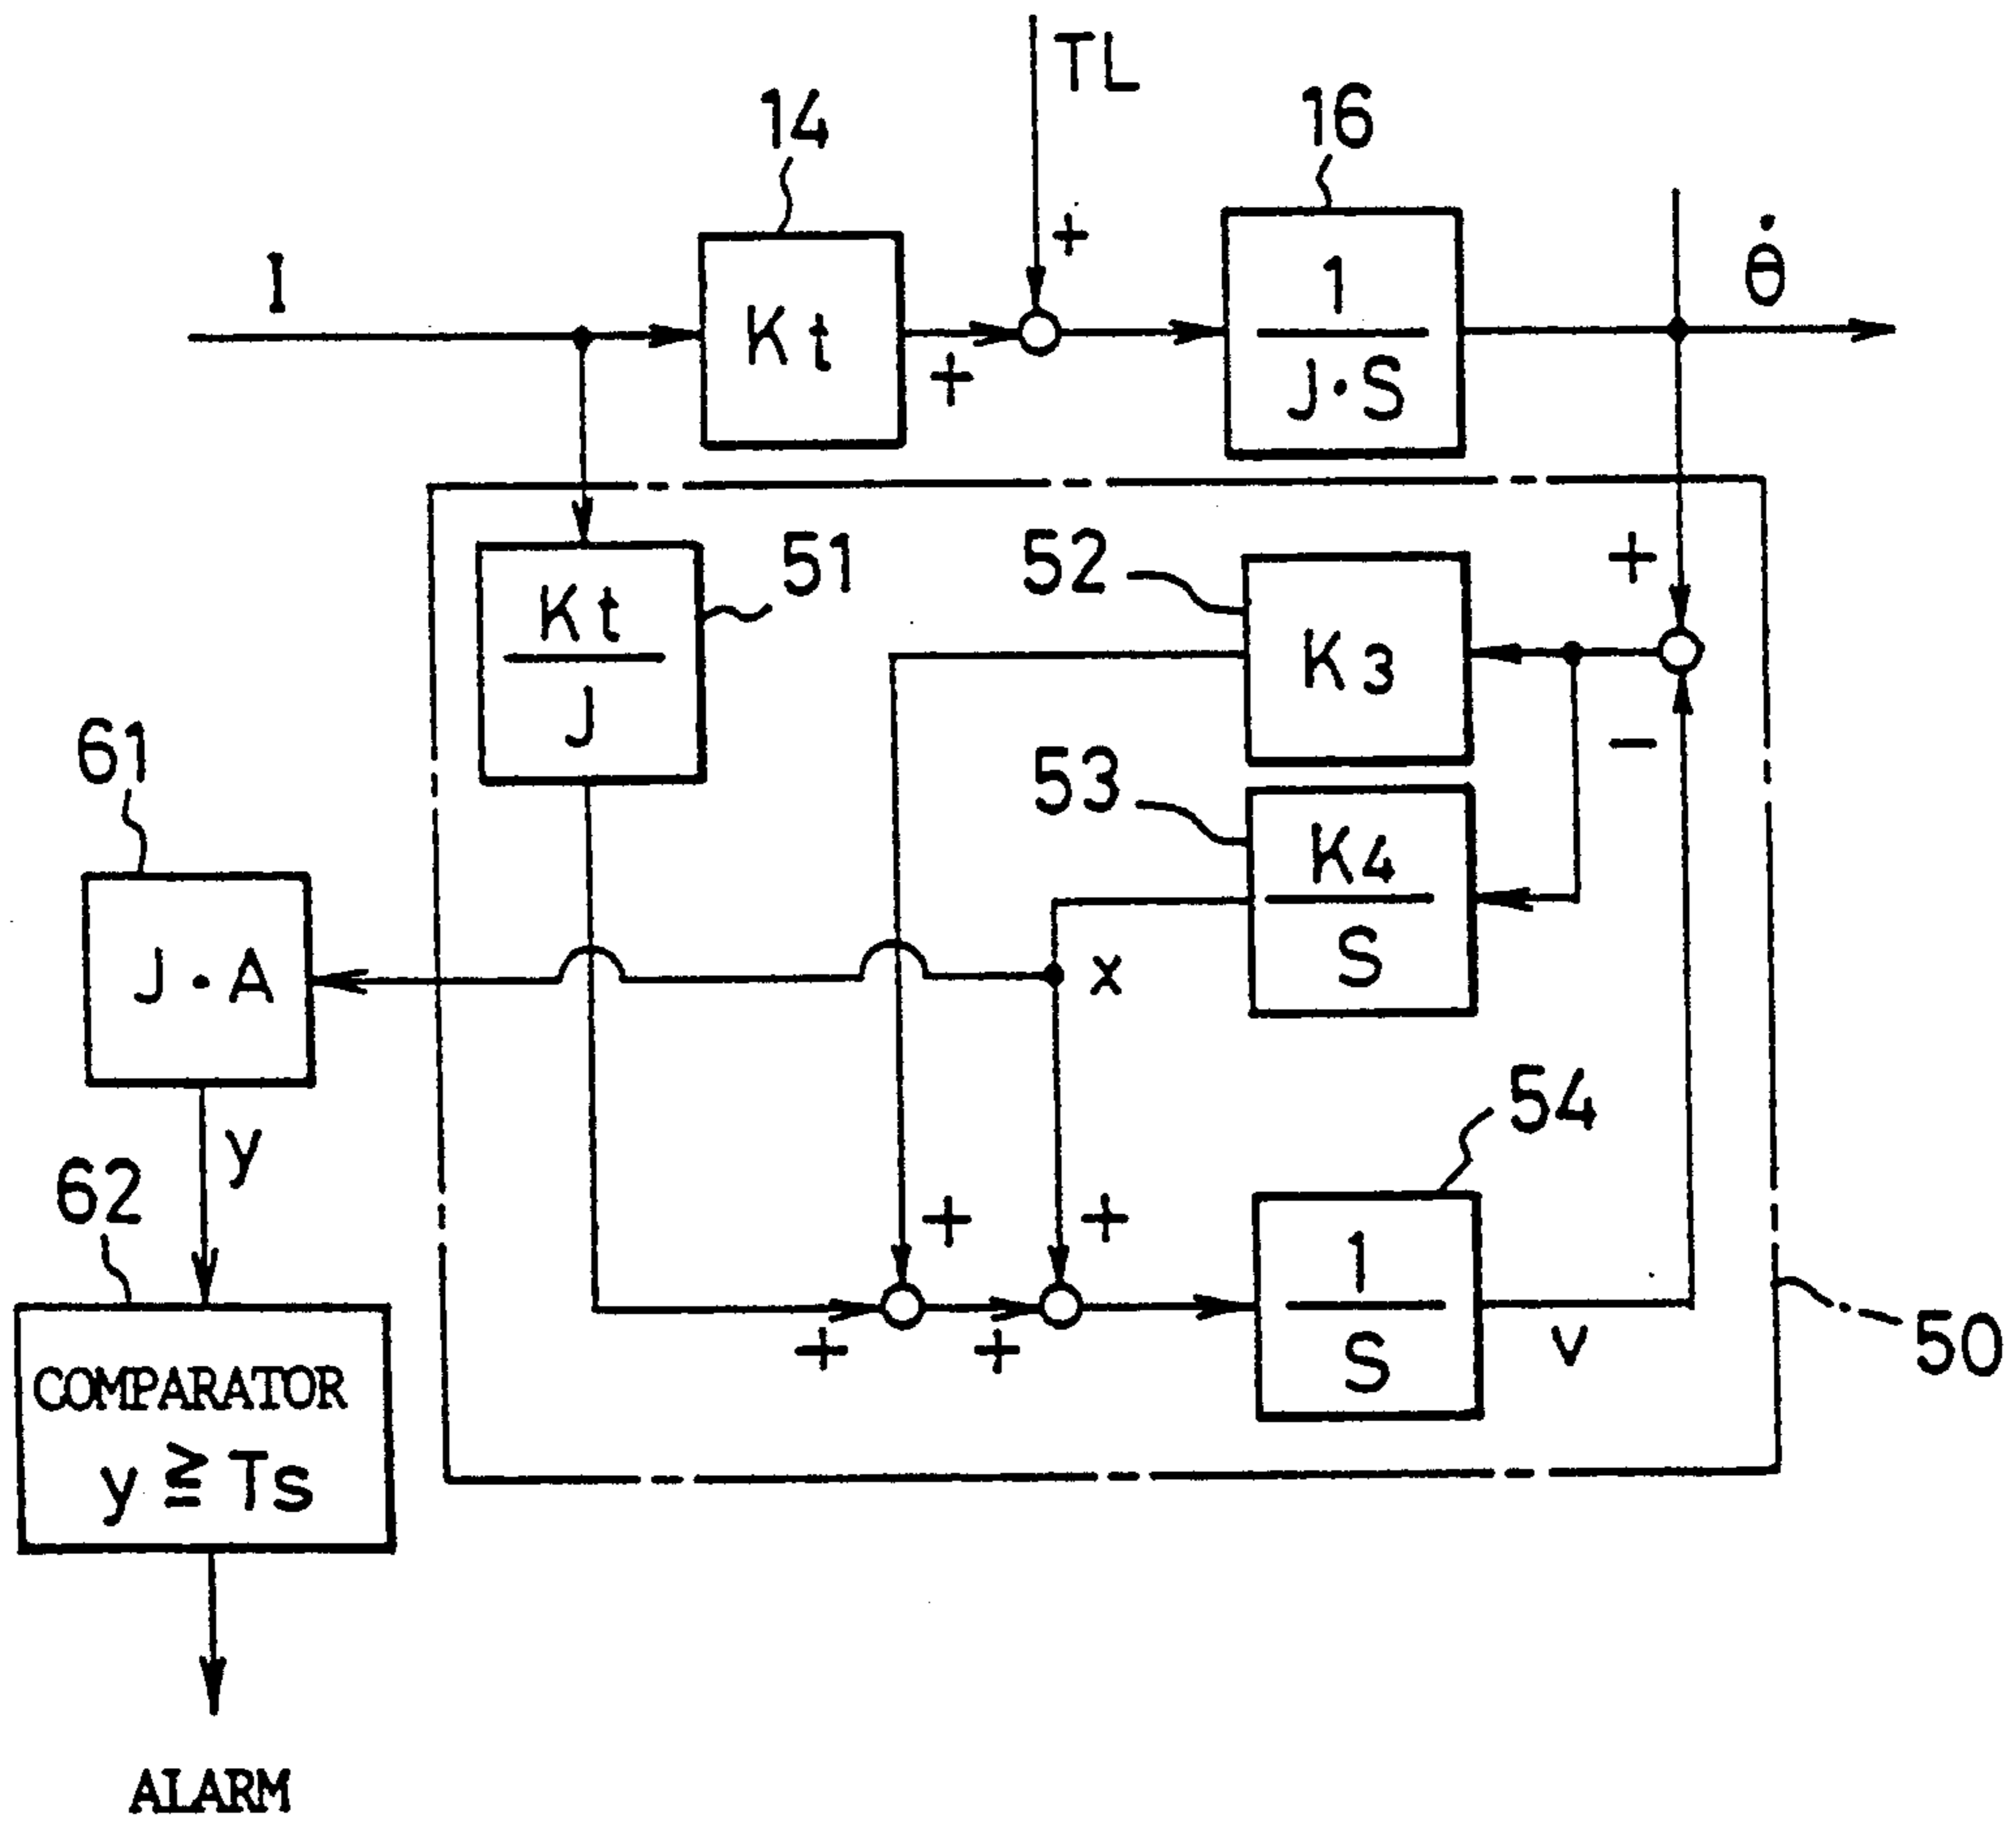 TL
14
16
+
θ̇
I
Kt
1
J·S
+
51
52
+
Kt
J
K3
61
−
53
K4
S
J·A
x
54
y
62
+
+
1
S
v
50
+
+
COMPARATOR
y ≧ Ts
ALARM